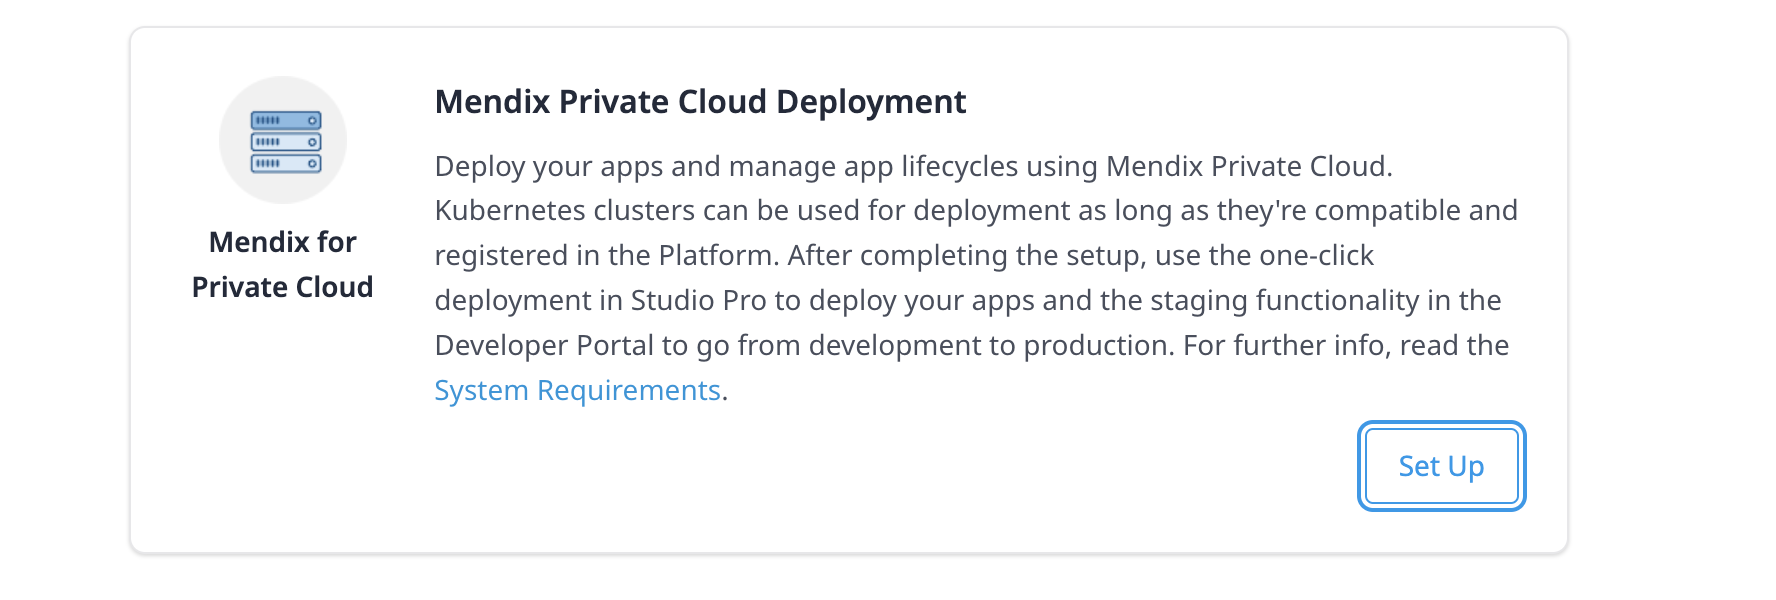 Mendix for
Private Cloud
Mendix Private Cloud Deployment
Deploy your apps and manage app lifecycles using Mendix Private Cloud.
Kubernetes clusters can be used for deployment as long as they're compatible and
registered in the Platform. After completing the setup, use the one-click
deployment in Studio Pro to deploy your apps and the staging functionality in the
Developer Portal to go from development to production. For further info, read the
System Requirements.
Set Up